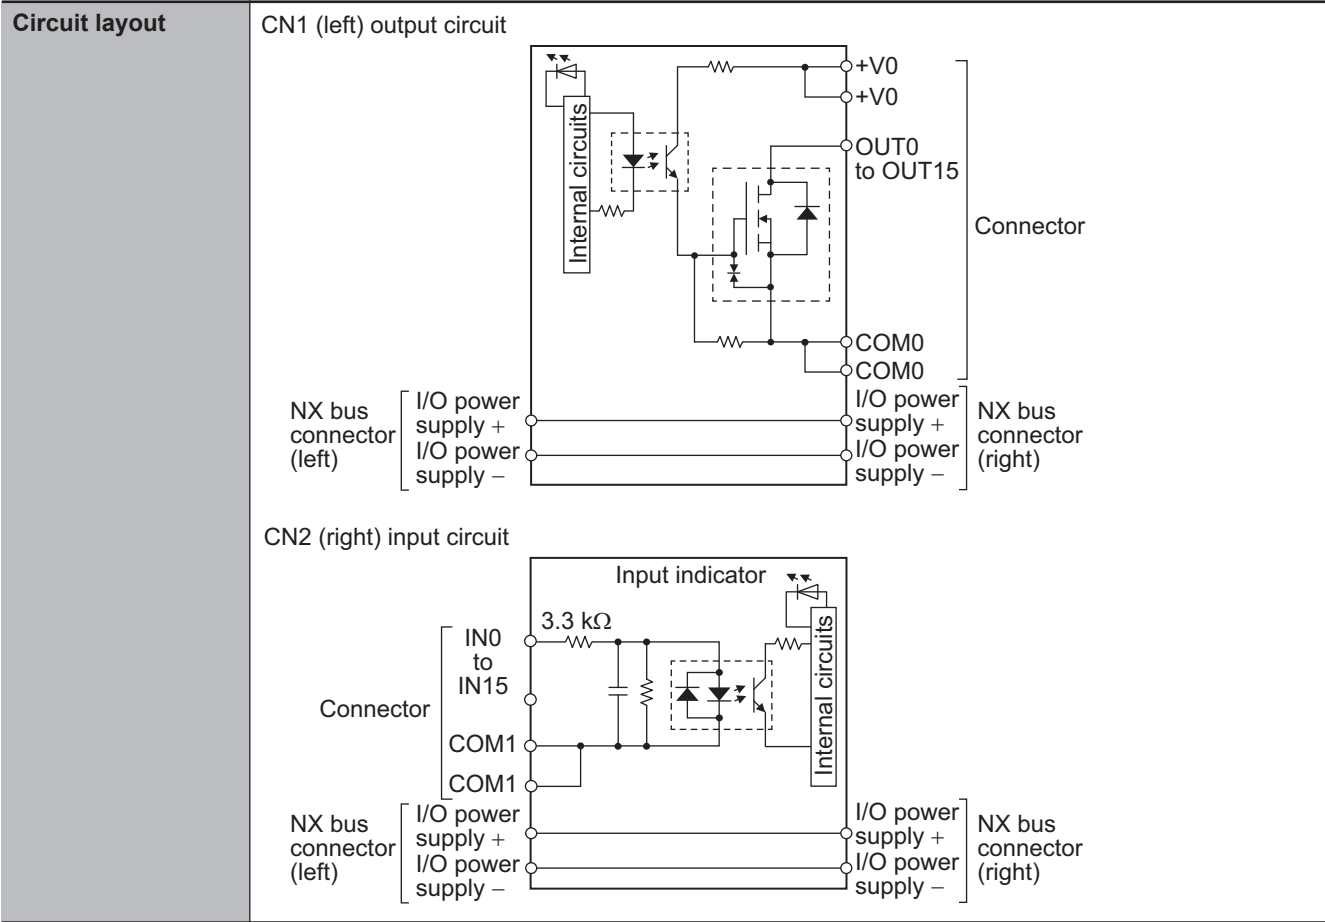 Circuit layout
CN1 (left) output circuit
Internal circuits
+V0
+V0
OUT0
to OUT15
Connector
COM0
COM0
NX bus
connector
(left)
I/O power
supply +
I/O power
supply −
I/O power
supply +
I/O power
supply −
NX bus
connector
(right)
CN2 (right) input circuit
Input indicator
3.3 kΩ
IN0
to
IN15
Connector
COM1
COM1
Internal circuits
NX bus
connector
(left)
I/O power
supply +
I/O power
supply −
I/O power
supply +
I/O power
supply −
NX bus
connector
(right)